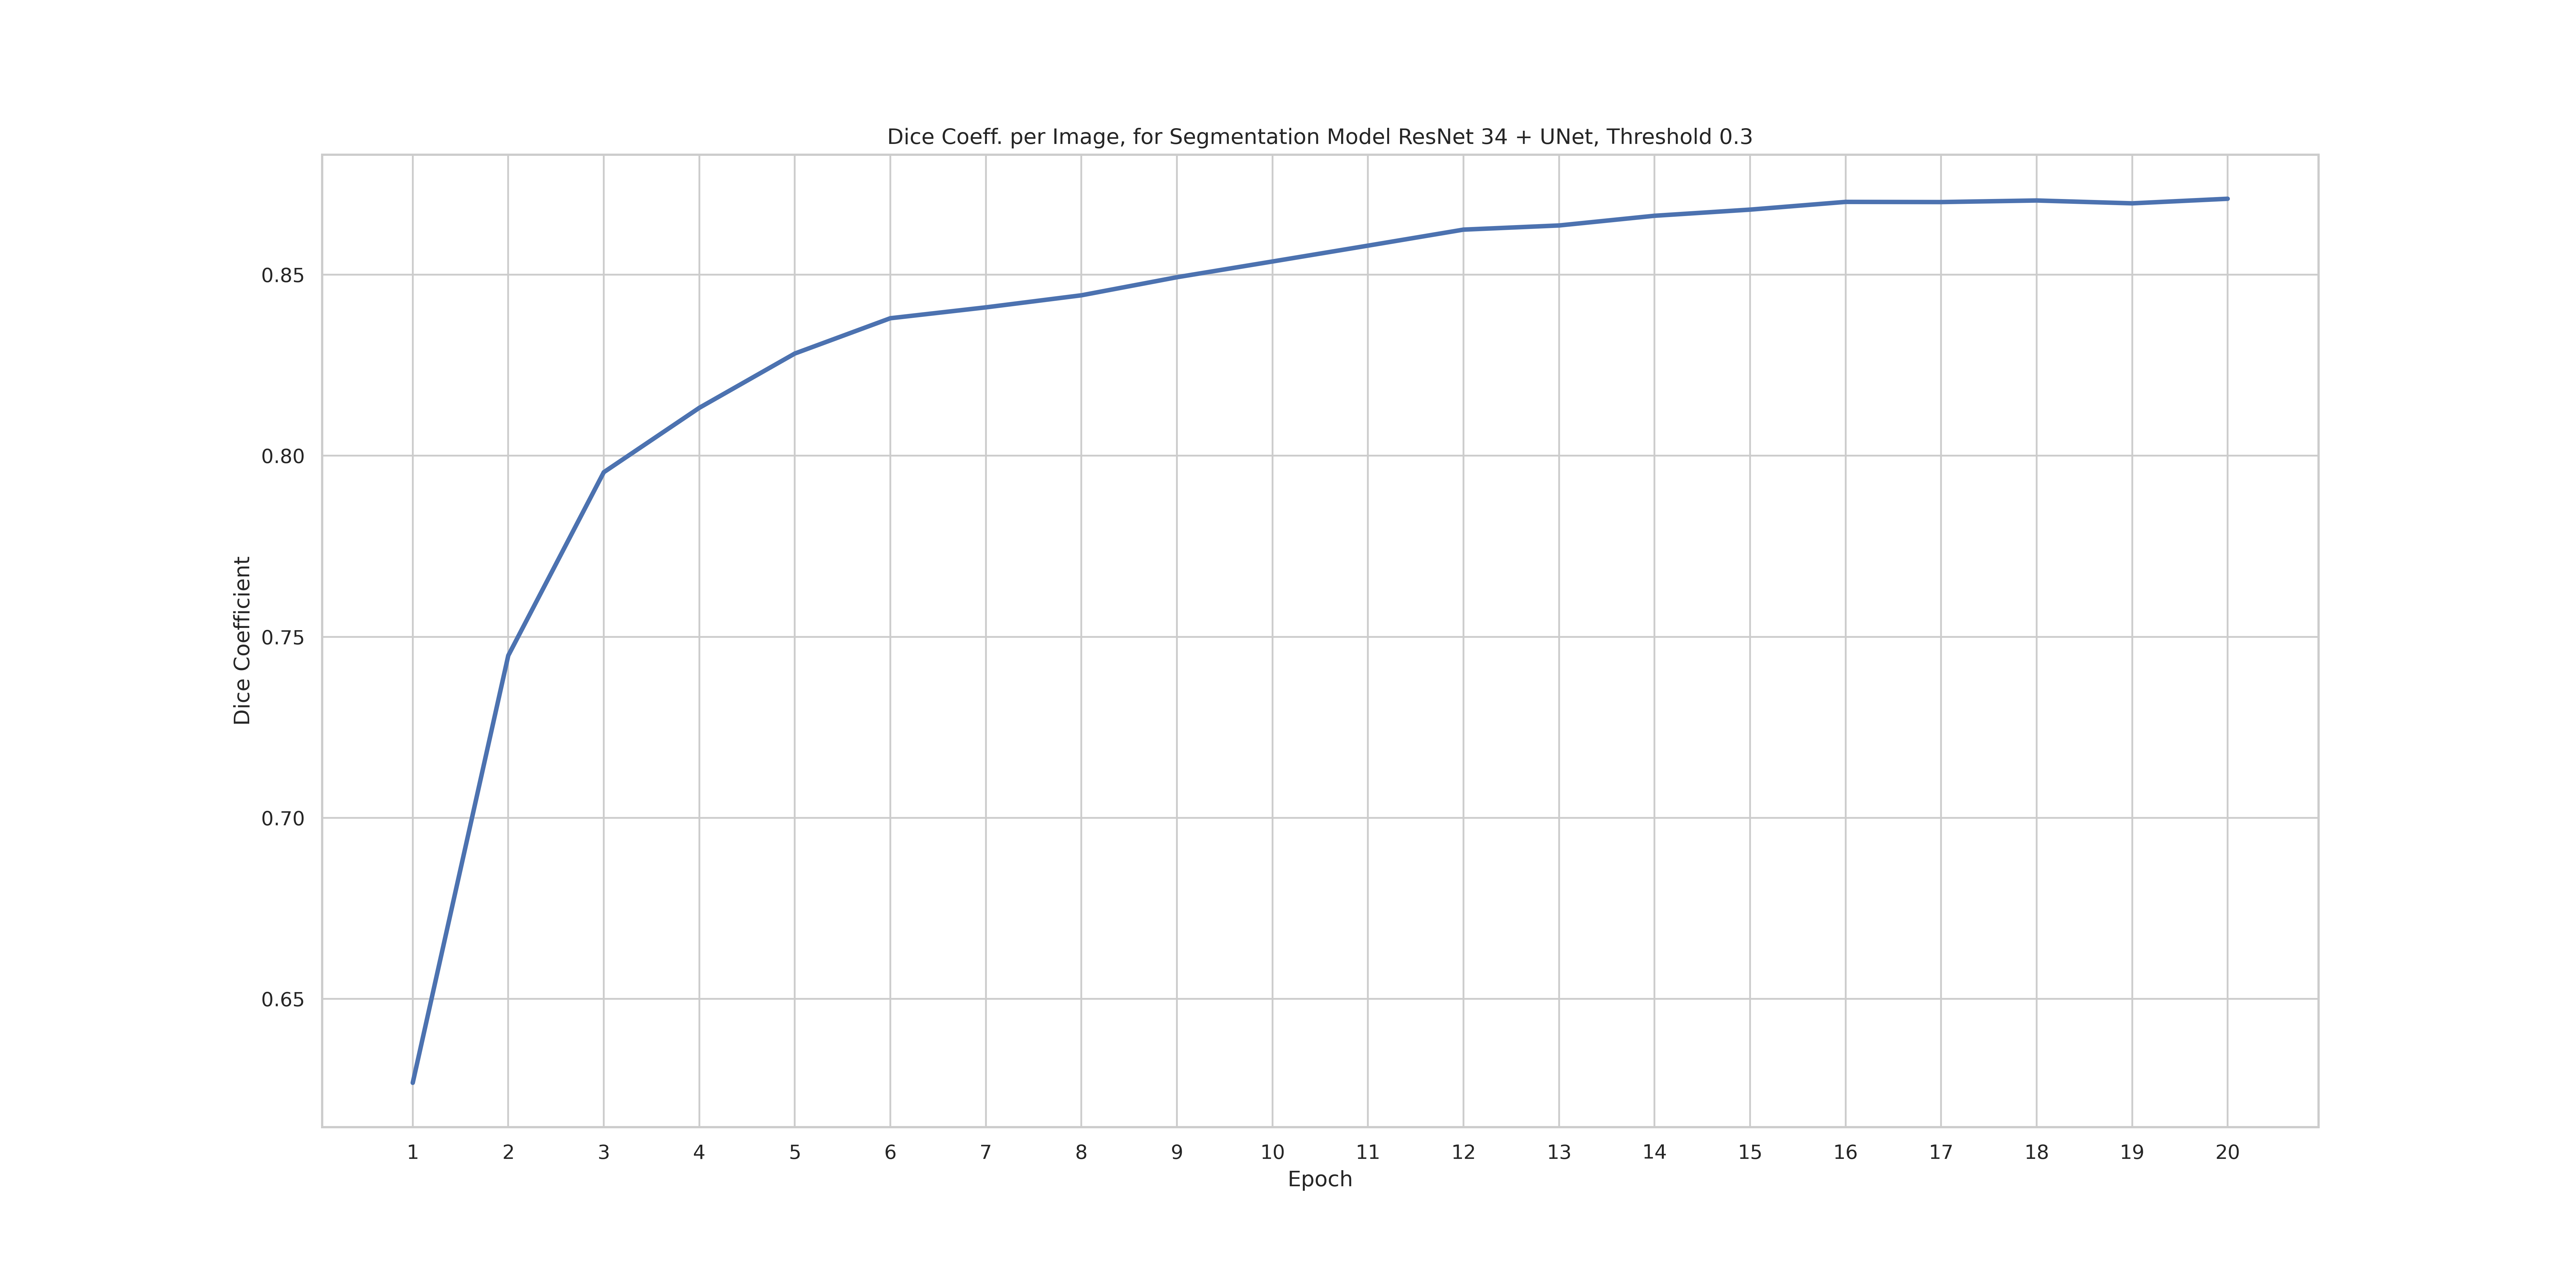 Dice Coeff. per Image, for Segmentation Model ResNet 34 + UNet, Threshold 0.3
Dice Coefficient
0.85
0.80
0.75
0.70
0.65
1 2 3 4 5 6 7 8 9 10 11 12 13 14 15 16 17 18 19 20
Epoch